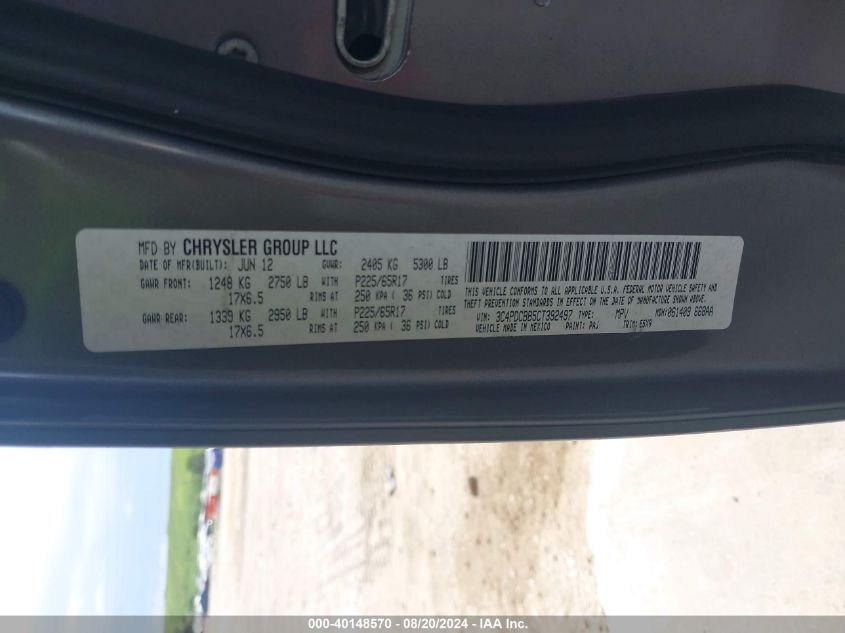 MFD BY CHRYSLER GROUP LLC
DATE OF MFR(BUILT): JUN 12 GVWR: 2405 KG 5300 LB
GAWR FRONT: 1248 KG 2750 LB WITH P225/65R17 TIRES
17X6.5 RIMS AT 250 KPA ( 36 PSI) COLD
GAWR REAR: 1339 KG 2950 LB WITH P225/65R17 TIRES
17X6.5 RIMS AT 250 KPA ( 36 PSI) COLD
THIS VEHICLE CONFORMS TO ALL APPLICABLE U.S.A. FEDERAL MOTOR VEHICLE SAFETY AND
THEFT PREVENTION STANDARDS IN EFFECT ON THE DATE OF MANUFACTURE SHOWN ABOVE.
VIN: 3C4PDCBB5CT392497 TYPE: MPV MDH:061409 668AA
VEHICLE MADE IN MEXICO PAINT: PAJ TRIM:
000-40148570 - 08/20/2024 - IAA Inc.